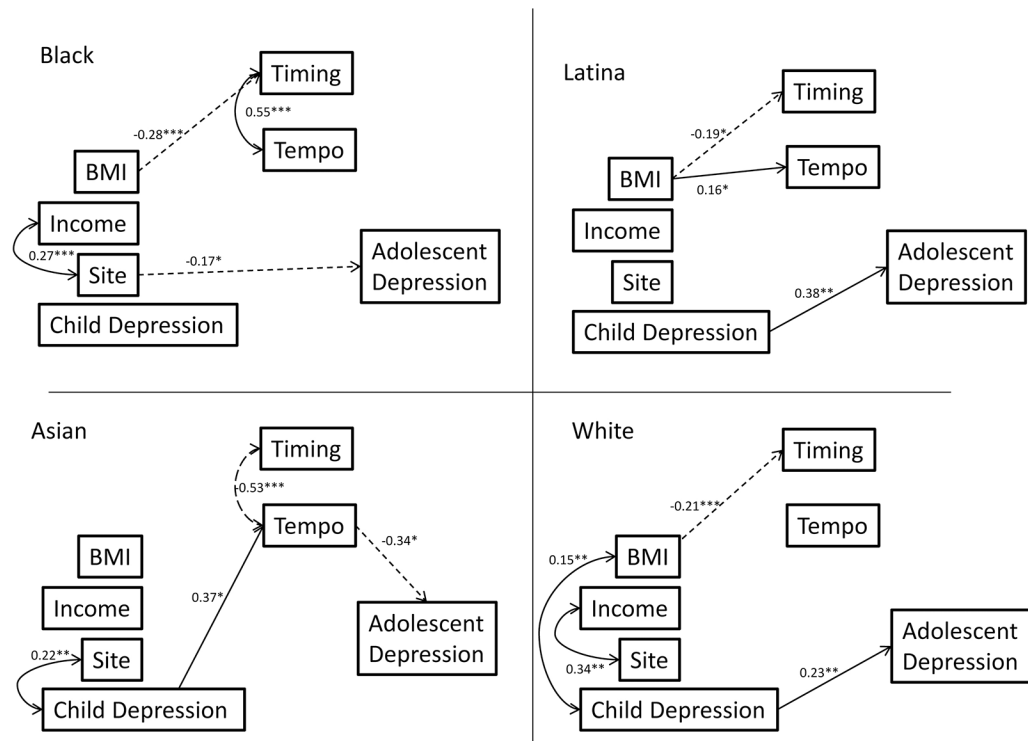 Black
Timing
0.55***
-0.28***
Tempo
BMI
Income
0.27***
Site
-0.17*
Adolescent
Depression
Child Depression
Latina
Timing
-0.19*
Tempo
BMI
0.16*
Income
Adolescent
Depression
Site
0.38**
Child Depression
Asian
Timing
-0.53***
Tempo
-0.34*
BMI
0.37*
Income
Adolescent
Depression
0.22**
Site
Child Depression
White
Timing
-0.21***
Tempo
BMI
0.15**
Income
Adolescent
Depression
Site
0.34**
0.23**
Child Depression